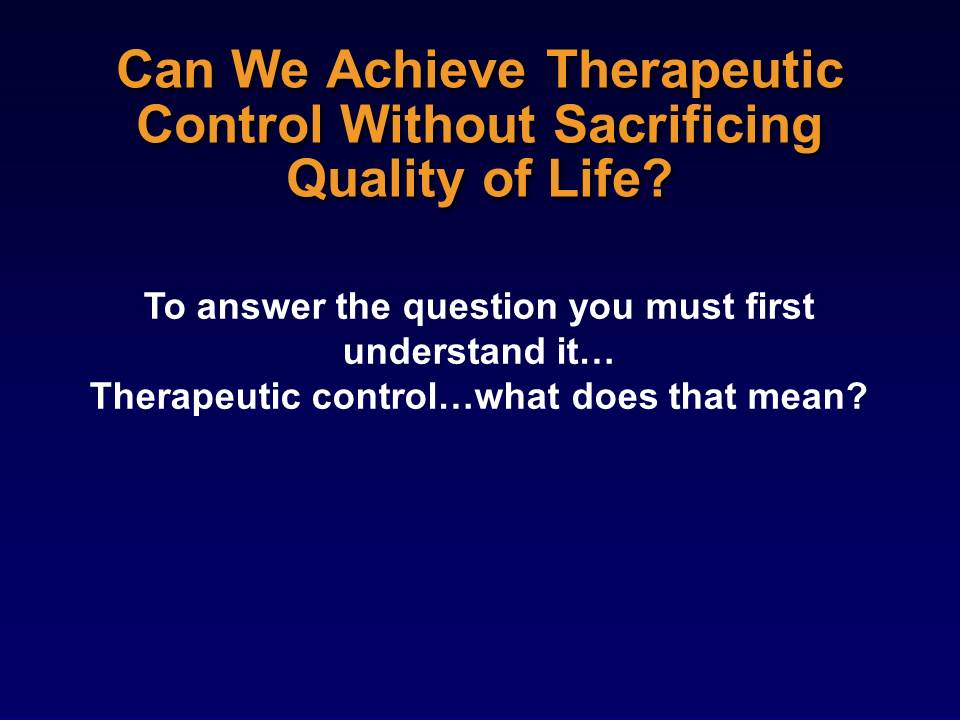 Can We Achieve Therapeutic
Control Without Sacrificing
Quality of Life?
To answer the question you must first
understand it…
Therapeutic control…what does that mean?